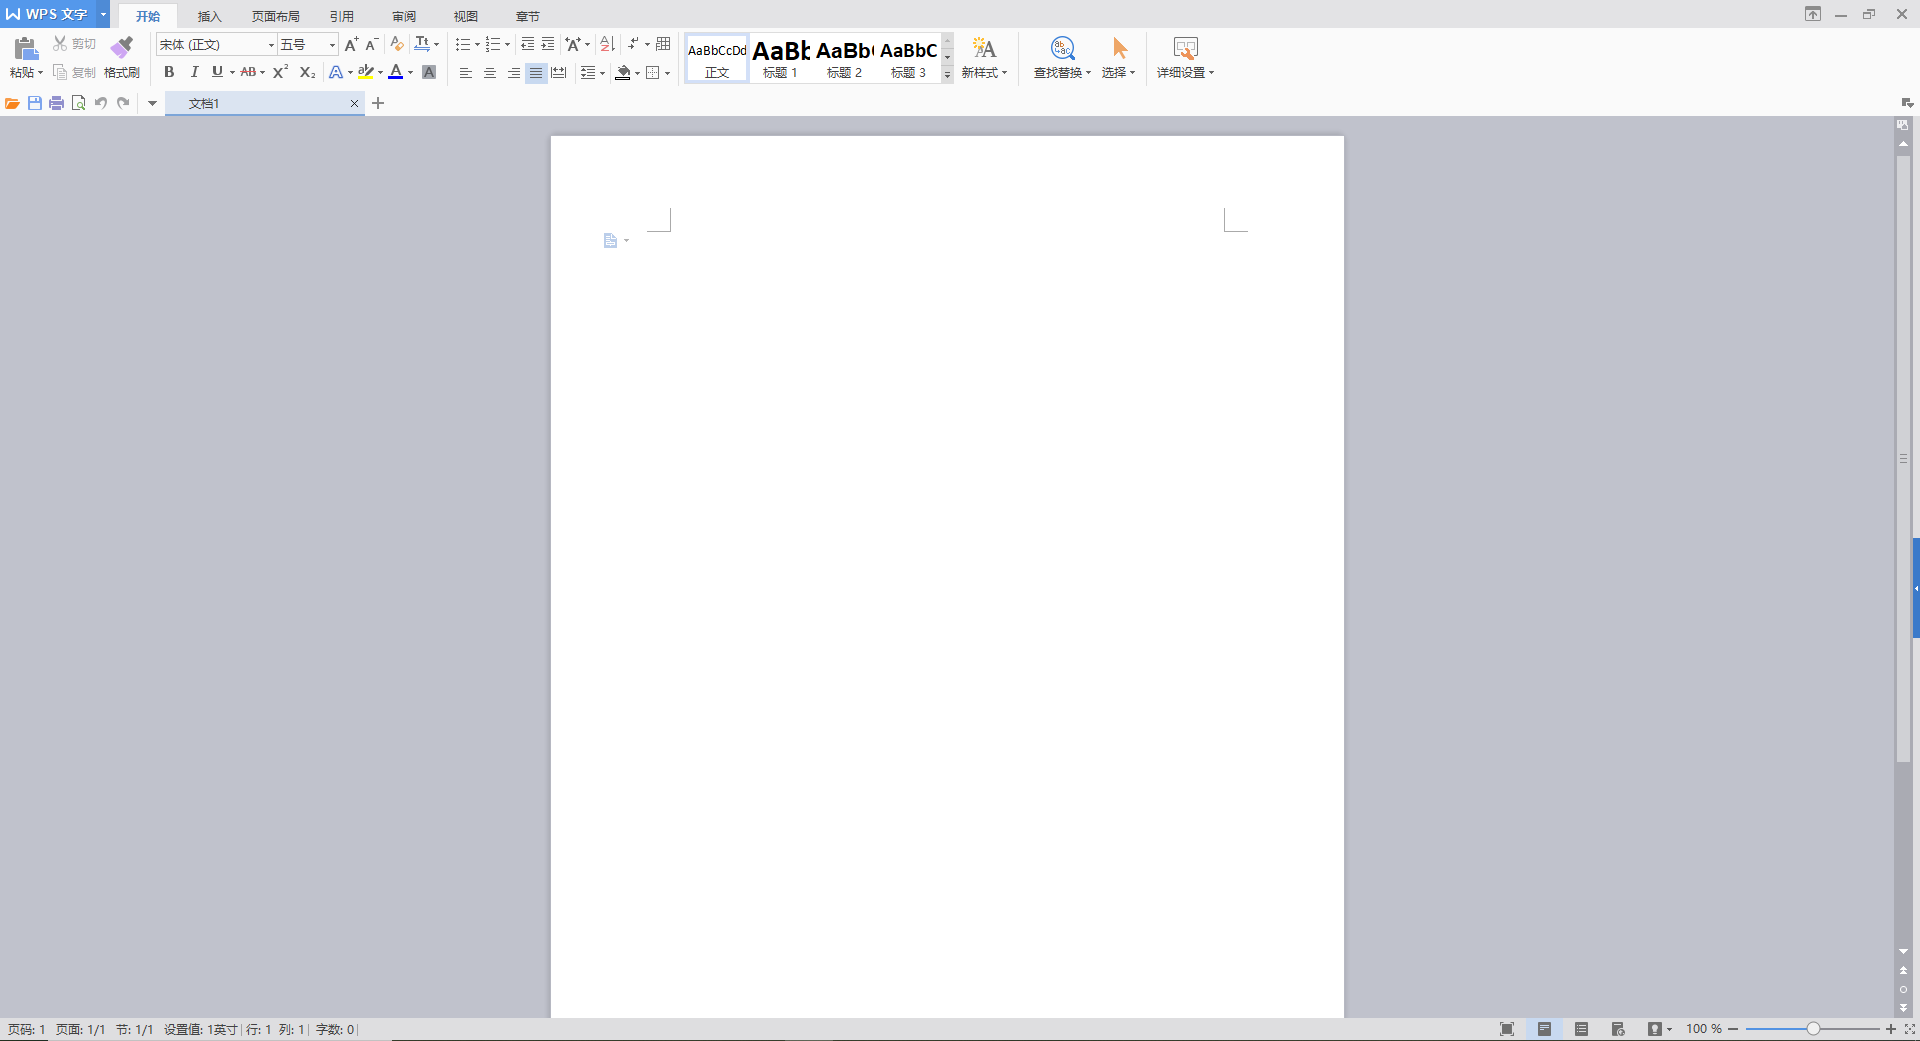 WPS 文字 开始 插入 页面布局 引用 审阅 视图 章节
粘贴 剪切 复制 格式刷
宋体 (正文) 五号
B I U AB X² X₂ A ab A A
AaBbCcDd AaBb AaBb AaBbC
正文 标题 1 标题 2 标题 3 新样式 查找替换 选择 详细设置
文档1
页码: 1 页面: 1/1 节: 1/1 设置值: 1英寸 行: 1 列: 1 字数: 0 100 %